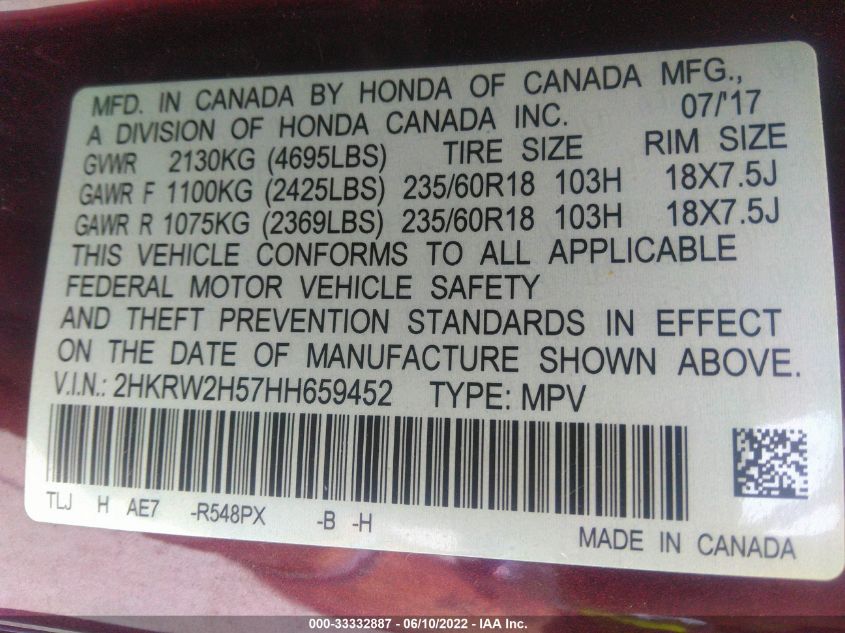 MFD. IN CANADA BY HONDA OF CANADA MFG.,
A DIVISION OF HONDA CANADA INC. 07/'17
GVWR 2130KG (4695LBS) TIRE SIZE RIM SIZE
GAWR F 1100KG (2425LBS) 235/60R18 103H 18X7.5J
GAWR R 1075KG (2369LBS) 235/60R18 103H 18X7.5J
THIS VEHICLE CONFORMS TO ALL APPLICABLE
FEDERAL MOTOR VEHICLE SAFETY
AND THEFT PREVENTION STANDARDS IN EFFECT
ON THE DATE OF MANUFACTURE SHOWN ABOVE.
V.I.N.: 2HKRW2H57HH659452 TYPE: MPV
TLJ H AE7 -R548PX -B -H
MADE IN CANADA
000-33332887 - 06/10/2022 - IAA Inc.